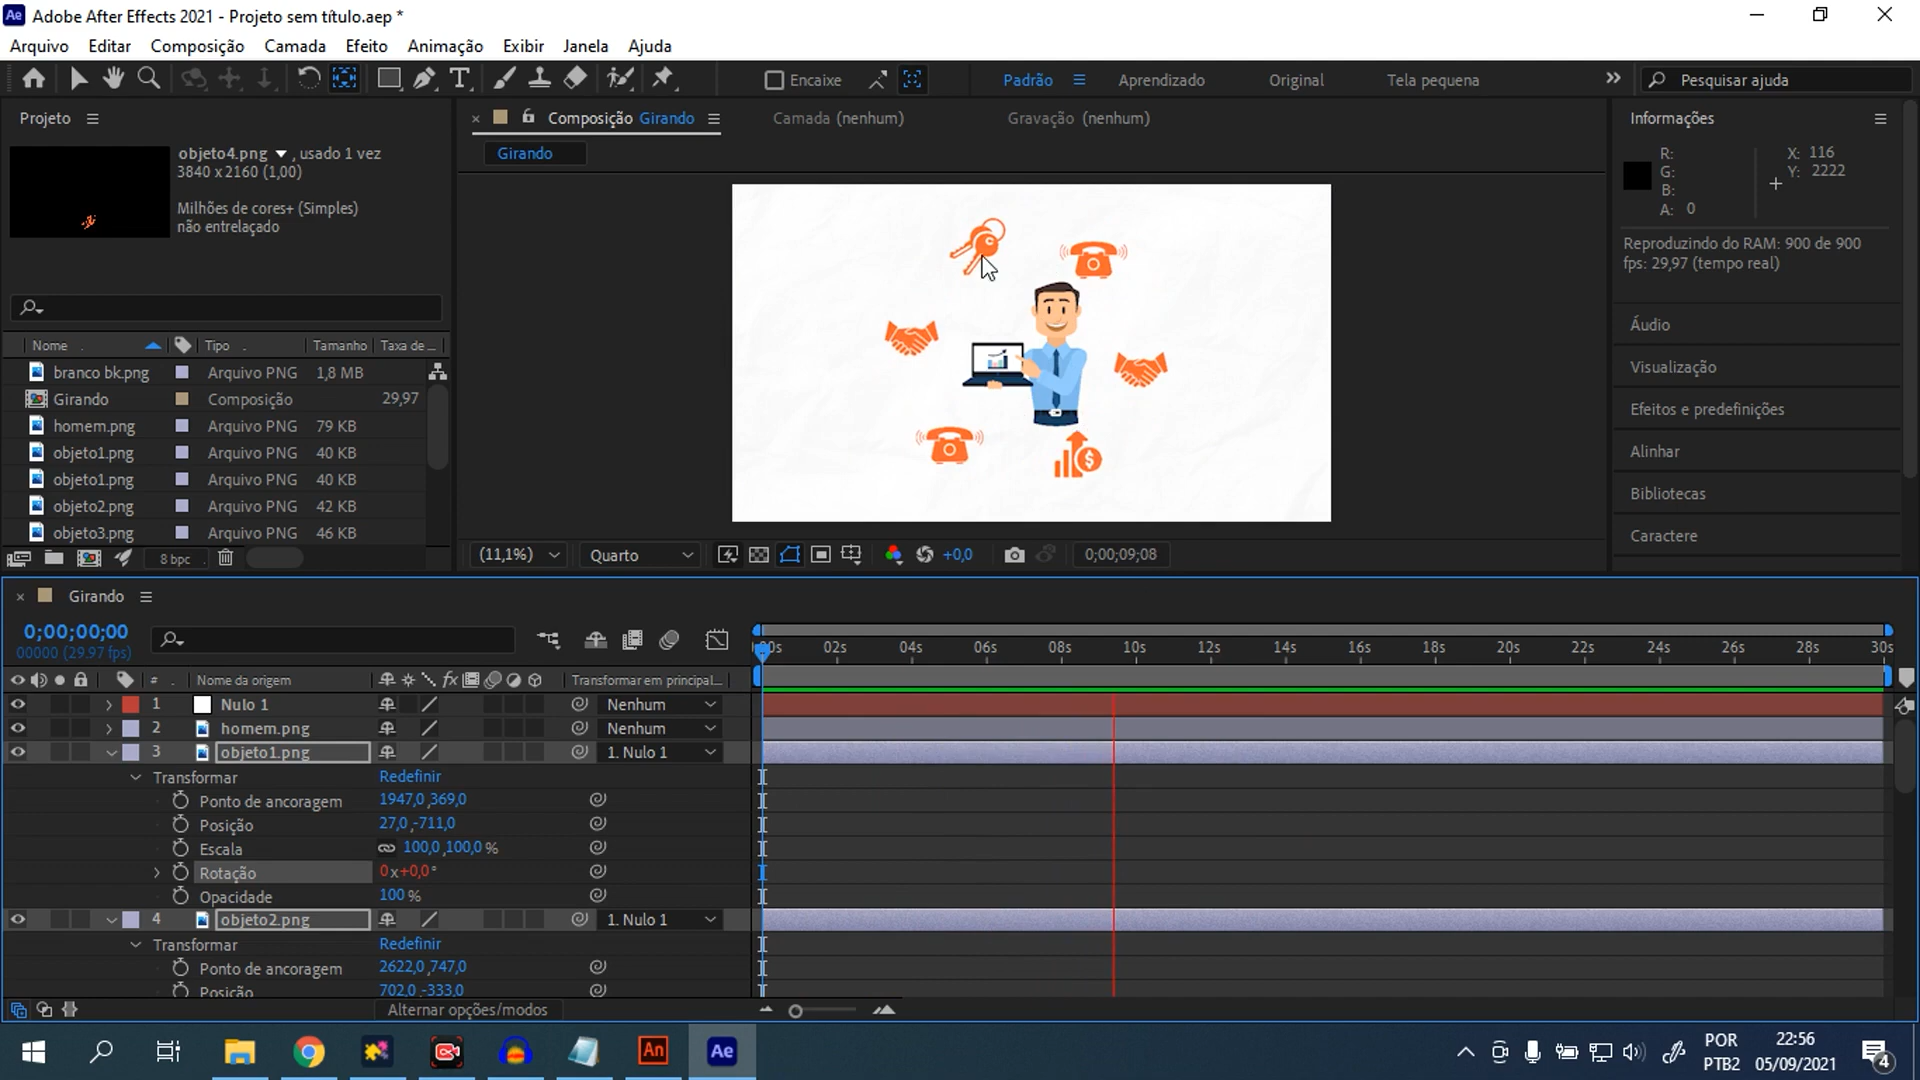 Ae Adobe After Effects 2021 - Projeto sem título.aep *
Arquivo Editar Composição Camada Efeito Animação Exibir Janela Ajuda
Encaixe Padrão Aprendizado Original Tela pequena Pesquisar ajuda
Projeto
objeto4.png , usado 1 vez
3840 x 2160 (1,00)
Milhões de cores+ (Simples)
não entrelaçado
Nome Tipo Tamanho Taxa de ...
branco bk.png Arquivo PNG 1,8 MB
Girando Composição 29,97
homem.png Arquivo PNG 79 KB
objeto1.png Arquivo PNG 40 KB
objeto1.png Arquivo PNG 40 KB
objeto2.png Arquivo PNG 42 KB
objeto3.png Arquivo PNG 46 KB
8 bpc
Composição Girando Camada (nenhum) Gravação (nenhum)
Girando
$
(11,1%) Quarto +0,0 0;00;09;08
Informações
R: X: 116
G: Y: 2222
B:
A: 0
Reproduzindo do RAM: 900 de 900
fps: 29,97 (tempo real)
Áudio
Visualização
Efeitos e predefinições
Alinhar
Bibliotecas
Caractere
Girando
0;00;00;00
00000 (29.97 fps)
00s 02s 04s 06s 08s 10s 12s 14s 16s 18s 20s 22s 24s 26s 28s 30s
# Nome da origem fx Transformar em principal...
1 Nulo 1 Nenhum
2 homem.png Nenhum
3 objeto1.png 1. Nulo 1
Transformar Redefinir
Ponto de ancoragem 1947,0,369,0
Posição 27,0,-711,0
Escala 100,0,100,0 %
Rotação 0x+0,0°
Opacidade 100 %
4 objeto2.png 1. Nulo 1
Transformar Redefinir
Ponto de ancoragem 2622,0,747,0
Posição 702,0,-333,0
Alternar opções/modos
An Ae
POR
PTB2
22:56
05/09/2021
4